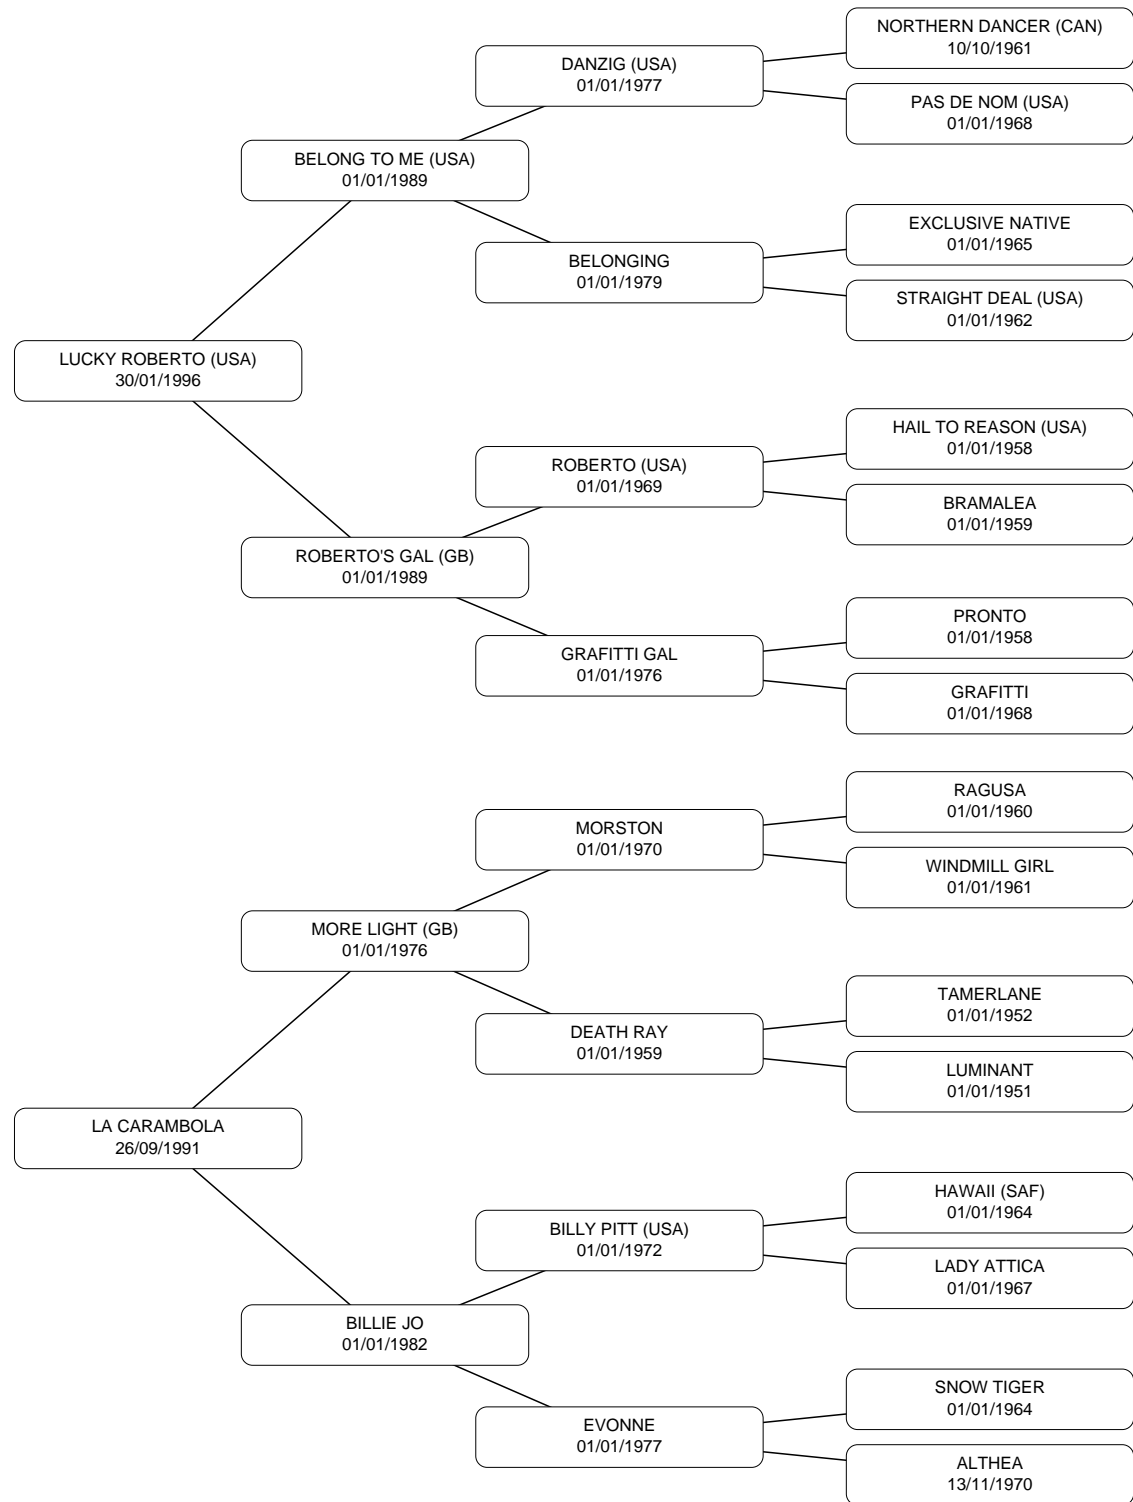 NORTHERN DANCER (CAN)
10/10/1961
DANZIG (USA)
01/01/1977
PAS DE NOM (USA)
01/01/1968
BELONG TO ME (USA)
01/01/1989
EXCLUSIVE NATIVE
01/01/1965
BELONGING
01/01/1979
STRAIGHT DEAL (USA)
01/01/1962
LUCKY ROBERTO (USA)
30/01/1996
HAIL TO REASON (USA)
01/01/1958
ROBERTO (USA)
01/01/1969
BRAMALEA
01/01/1959
ROBERTO'S GAL (GB)
01/01/1989
PRONTO
01/01/1958
GRAFITTI GAL
01/01/1976
GRAFITTI
01/01/1968
RAGUSA
01/01/1960
MORSTON
01/01/1970
WINDMILL GIRL
01/01/1961
MORE LIGHT (GB)
01/01/1976
TAMERLANE
01/01/1952
DEATH RAY
01/01/1959
LUMINANT
01/01/1951
LA CARAMBOLA
26/09/1991
HAWAII (SAF)
01/01/1964
BILLY PITT (USA)
01/01/1972
LADY ATTICA
01/01/1967
BILLIE JO
01/01/1982
SNOW TIGER
01/01/1964
EVONNE
01/01/1977
ALTHEA
13/11/1970